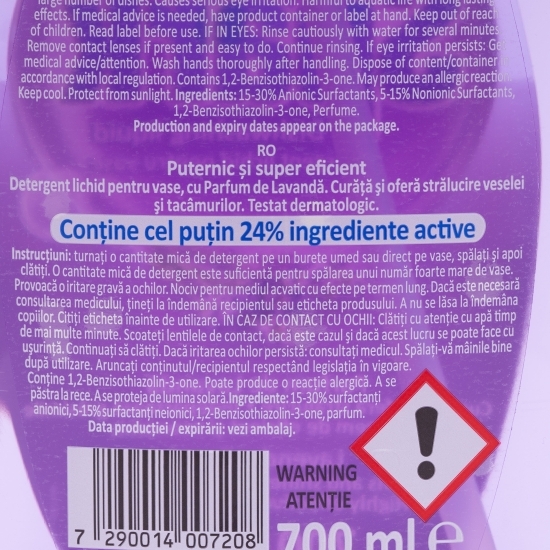 large number of dishes. Causes serious eye irritation. Harmful to aquatic life with long lasting
effects. If medical advice is needed, have product container or label at hand. Keep out of reach
of children. Read label before use. IF IN EYES: Rinse cautiously with water for several minutes.
Remove contact lenses if present and easy to do. Continue rinsing. If eye irritation persists: Get
medical advice/attention. Wash hands thoroughly after handling. Dispose of content/container
accordance with local regulation. Contains 1,2-Benzisothiazolin-3-one. May produce an allergic reaction.
Keep cool. Protect from sunlight. Ingredients: 15-30% Anionic Surfactants, 5-15% Nonionic Surfactants,
1,2-Benzisothiazolin-3-one, Perfume.
Production and expiry dates appear on the package.
RO
Puternic și super eficient
Detergent lichid pentru vase, cu Parfum de Lavandă. Curăță și oferă strălucire veselei
și tacâmurilor. Testat dermatologic.
Conține cel puțin 24% ingrediente active
Instrucțiuni: turnați o cantitate mică de detergent pe un burete umed sau direct pe vase, spălați și apoi
clătiți. O cantitate mică de detergent este suficientă pentru spălarea unui număr foarte mare de vase.
Provoacă o iritare gravă a ochilor. Nociv pentru mediul acvatic cu efecte pe termen lung. Dacă este necesară
consultarea medicului, țineți la îndemână recipientul sau eticheta produsului. A nu se lăsa la îndemâna
copiilor. Citiți eticheta înainte de utilizare. ÎN CAZ DE CONTACT CU OCHII: Clătiți cu atenție cu apă timp
de mai multe minute. Scoateți lentilele de contact, dacă este cazul și dacă acest lucru se poate face cu
ușurință. Continuați să clătiți. Dacă iritarea ochilor persistă: consultați medicul. Spălați-vă mâinile bine
după utilizare. Aruncați conținutul/recipientul respectând legislația în vigoare.
Conține 1,2-Benzisothiazolin-3-one. Poate produce o reacție alergică. A se
păstra la rece. A se proteja de lumina solară. Ingrediente: 15-30% surfactanți
anionici, 5-15% surfactanți neionici, 1,2-Benzisothiazolin-3-one, parfum.
Data producției / expirării: vezi ambalaj.
WARNING
ATENȚIE
7 290014 007208
700 ml e